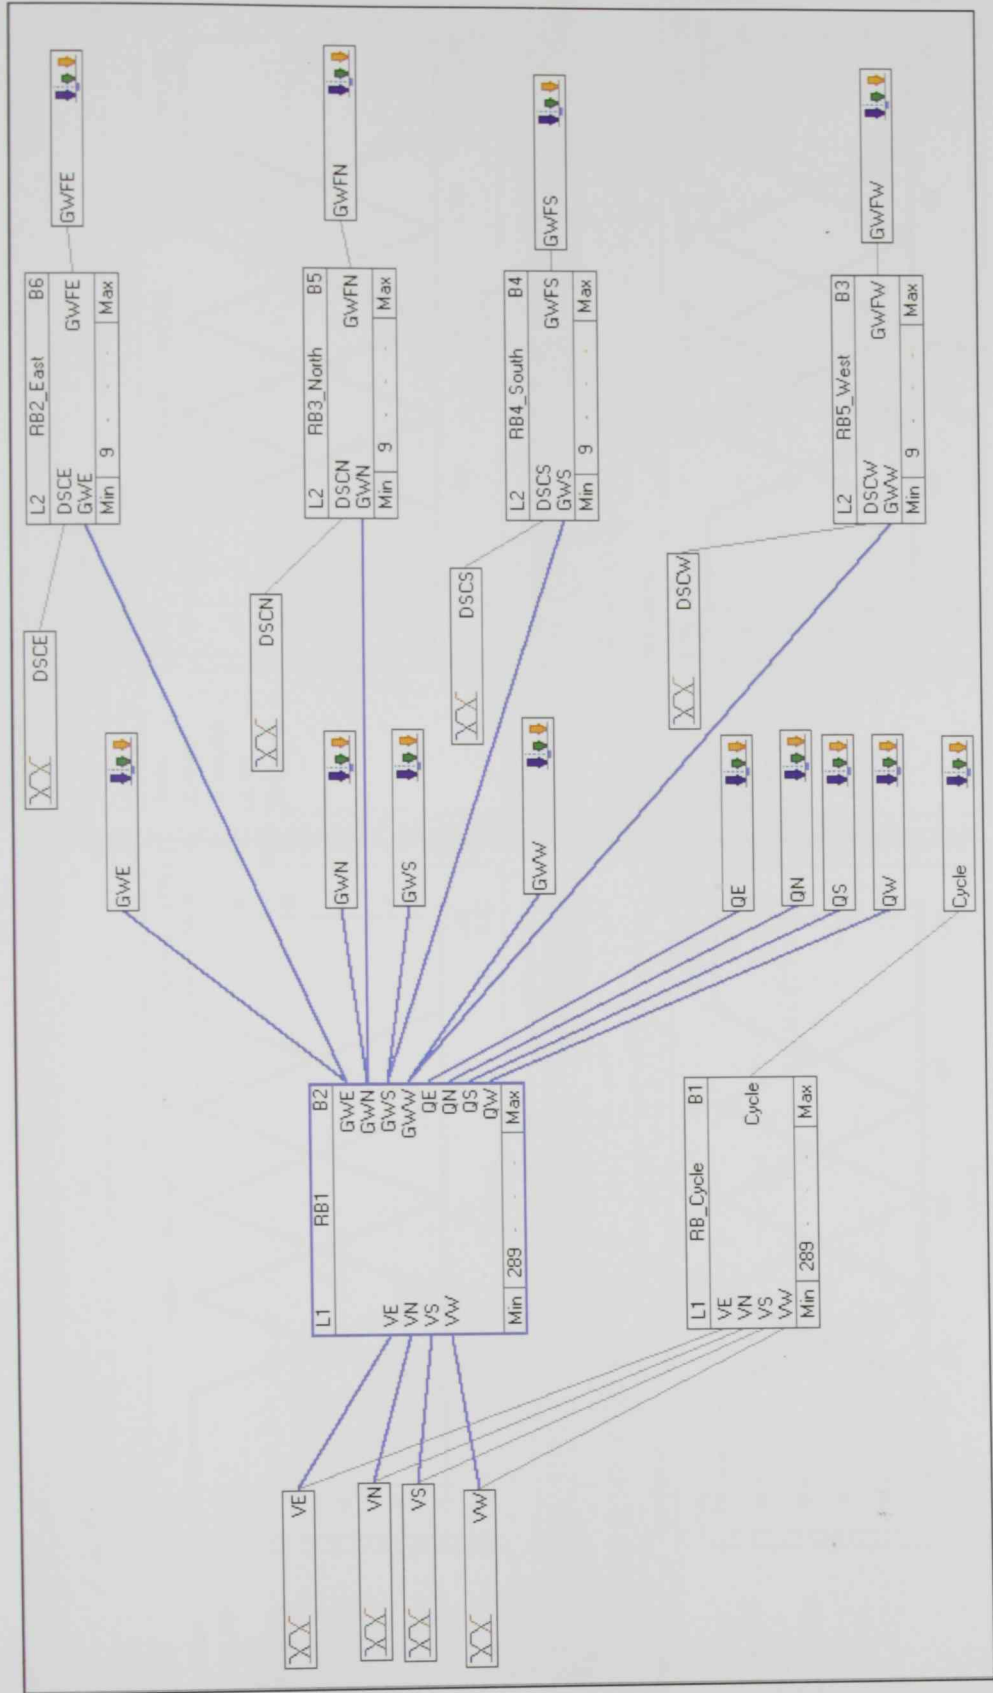 VE
VN
VS
VW
L1 RB1 B2
VE GWE
VN GWN
VS GWS
VW GWW
QE
QN
QS
QW
Min 289 Max
L1 RB_Cycle B1
VE
VN Cycle
VS
VW
Min 289 Max
GWE
GWN
GWS
GWW
QE
QN
QS
QW
Cycle
DSCE
DSCN
DSCS
DSCW
L2 RB2_East B6
DSCE
GWE GWFE
Min 9 Max
L2 RB3_North B5
DSCN
GWN GWFN
Min 9 Max
L2 RB4_South B4
DSCS
GWS GWFS
Min 9 Max
L2 RB5_West B3
DSCW
GWW GWFW
Min 9 Max
GWFE
GWFN
GWFS
GWFW